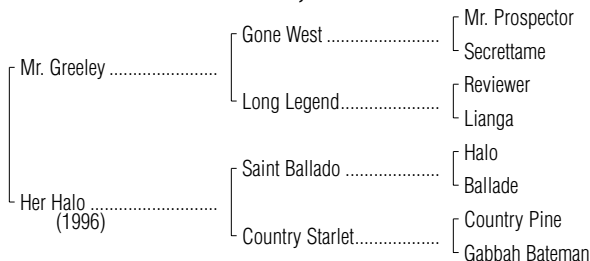 Mr. Prospector
Gone West ........................
Secrettame
Mr. Greeley .......................
Reviewer
Long Legend.....................
Lianga
Halo
Saint Ballado ....................
Ballade
Her Halo ...........................
(1996)
Country Pine
Country Starlet..................
Gabbah Bateman